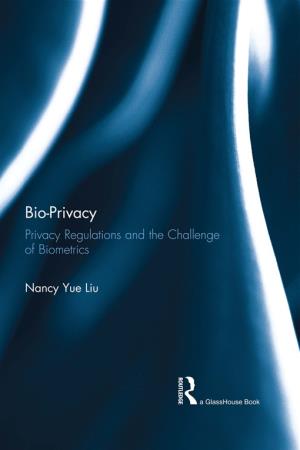 Bio-Privacy
Privacy Regulations and the Challenge
of Biometrics
Nancy Yue Liu
ROUTLEDGE
a GlassHouse Book